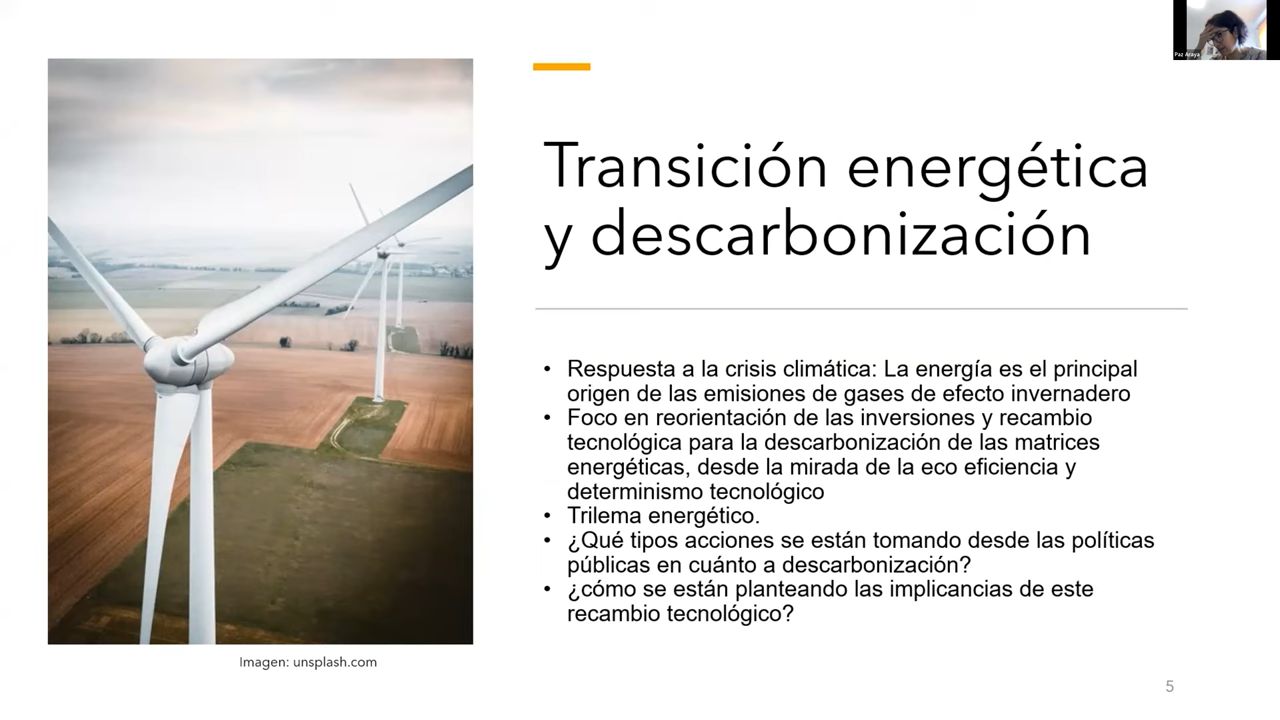 Paz Araya
Transición energética
y descarbonización
• Respuesta a la crisis climática: La energía es el principal
origen de las emisiones de gases de efecto invernadero
• Foco en reorientación de las inversiones y recambio
tecnológica para la descarbonización de las matrices
energéticas, desde la mirada de la eco eficiencia y
determinismo tecnológico
• Trilema energético.
• ¿Qué tipos acciones se están tomando desde las políticas
públicas en cuánto a descarbonización?
• ¿cómo se están planteando las implicancias de este
recambio tecnológico?
Imagen: unsplash.com
5